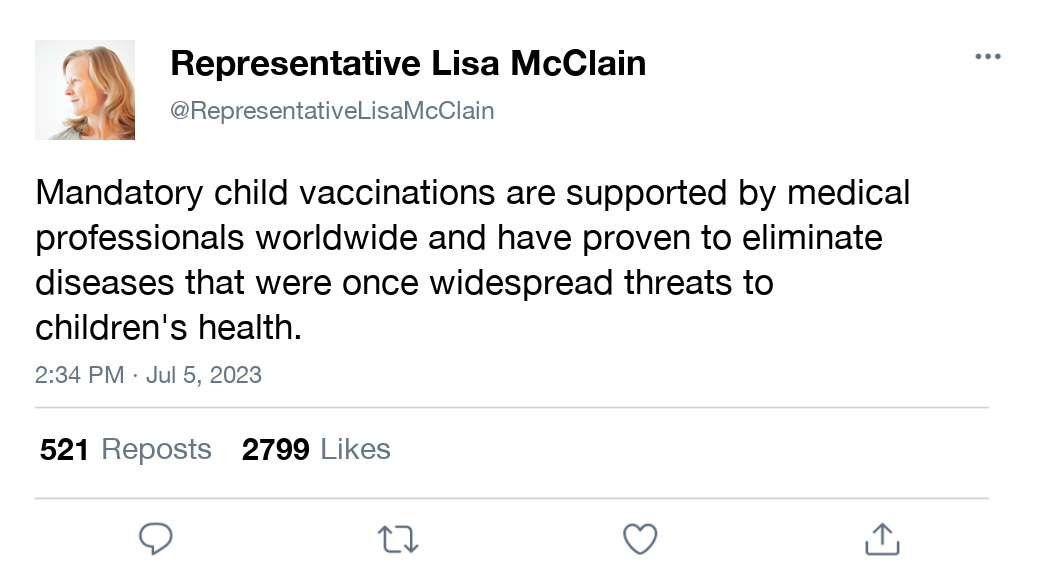 Representative Lisa McClain
@RepresentativeLisaMcClain
Mandatory child vaccinations are supported by medical
professionals worldwide and have proven to eliminate
diseases that were once widespread threats to
children's health.
2:34 PM · Jul 5, 2023
521 Reposts 2799 Likes